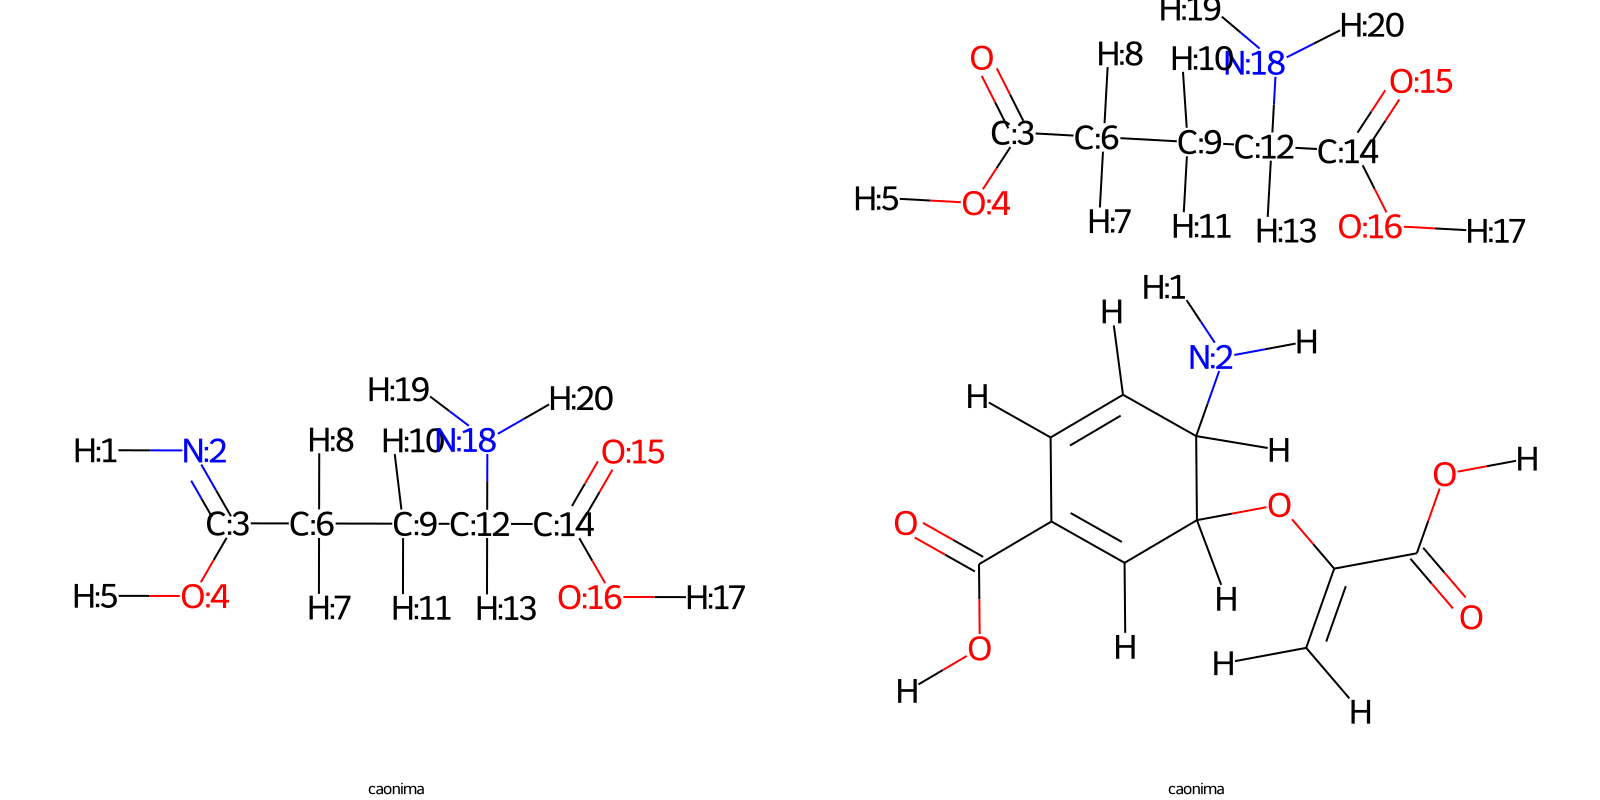 H:19 H:20
O H:8 H:10 N:18 O:15
C:3 C:6 C:9 C:12 C:14
H:5 O:4 H:7 H:11 H:13 O:16 H:17
H:1
H N:2 H
H:19 H:20 H
H:1 N:2 H:8 H:10 N:18 O:15 H O H
C:3 C:6 C:9 C:12 C:14 O O
H:5 O:4 H:7 H:11 H:13 O:16 H:17 H O
O H H
H H
caonima caonima